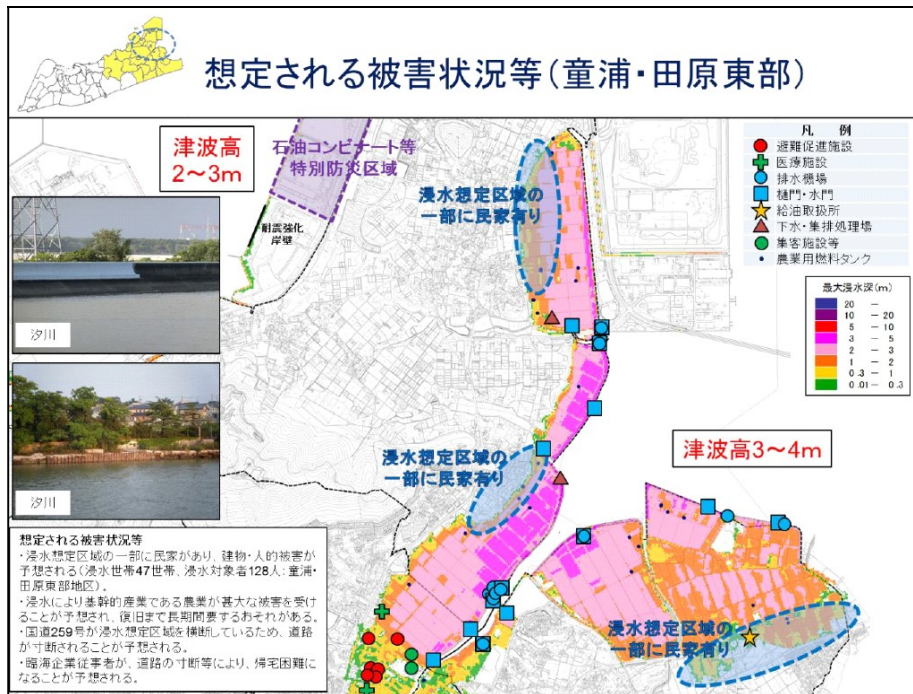 想定される被害状況等(童浦・田原東部)
津波高
2～3m
石油コンビナート等
特別防災区域
耐震強化
岸壁
浸水想定区域の
一部に民家有り
凡 例
避難促進施設
医療施設
排水機場
樋門・水門
給油取扱所
下水・集排処理場
集客施設等
農業用燃料タンク
最大浸水深(m)
20 －
10 － 20
5 － 10
3 － 5
2 － 3
1 － 2
0.3 － 1
0.01－ 0.3
汐川
汐川
浸水想定区域の
一部に民家有り
津波高3～4m
浸水想定区域の
一部に民家有り
想定される被害状況等
・浸水想定区域の一部に民家があり、建物・人的被害が
予想される(浸水世帯47世帯、浸水対象者128人：童浦・
田原東部地区)。
・浸水により基幹的産業である農業が甚大な被害を受け
ることが予想され、復旧まで長期間要するおそれがある。
・国道259号が浸水想定区域を横断しているため、道路
が寸断されることが予想される。
・臨海企業従事者が、道路の寸断等により、帰宅困難に
なることが予想される。